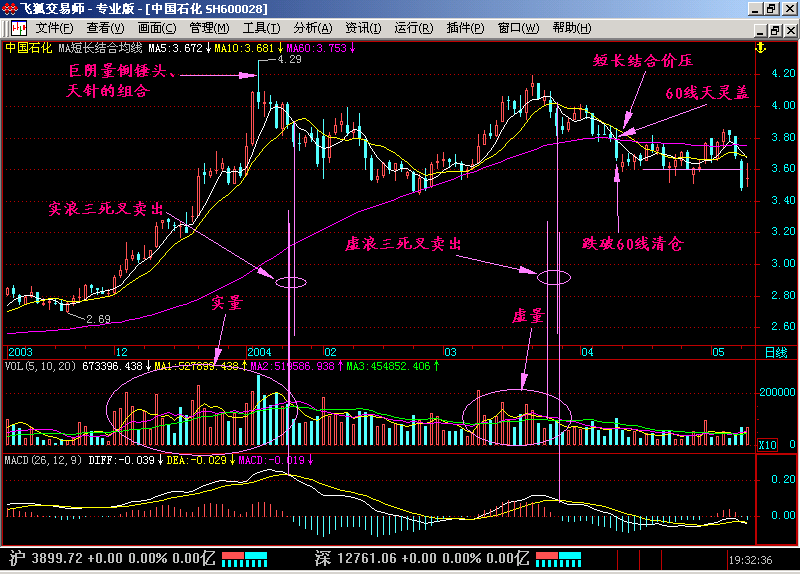 飞狐交易师 - 专业版 - [中国石化 SH600028]
文件(F) 查看(V) 画面(C) 管理(M) 工具(T) 分析(A) 资讯(I) 运行(R) 插件(P) 窗口(W) 帮助(H)
中国石化 MA短长结合均线 MA5:3.672↓MA10:3.681↓MA60:3.753↓
4.29
巨阴量倒锤头、
天针的组合
短长结合价压
60线天灵盖
4.20
4.00
3.80
3.60
3.40
3.20
3.00
2.80
2.60
实浪三死叉卖出
虚浪三死叉卖出
跌破60线清仓
实量
虚量
2.69
2003 12 2004 02 03 04 05 日线
VOL(5,10,20) 673396.438↓MA1:527899.438↑MA2:519586.938↑MA3:454852.406↑
200000
X10 0
MACD(26,12,9) DIFF:-0.039↓DEA:-0.029↓MACD:-0.019↓
0.20
0.00
沪 3899.72 +0.00 0.00% 0.00亿 深 12761.06 +0.00 0.00% 0.00亿 19:32:36